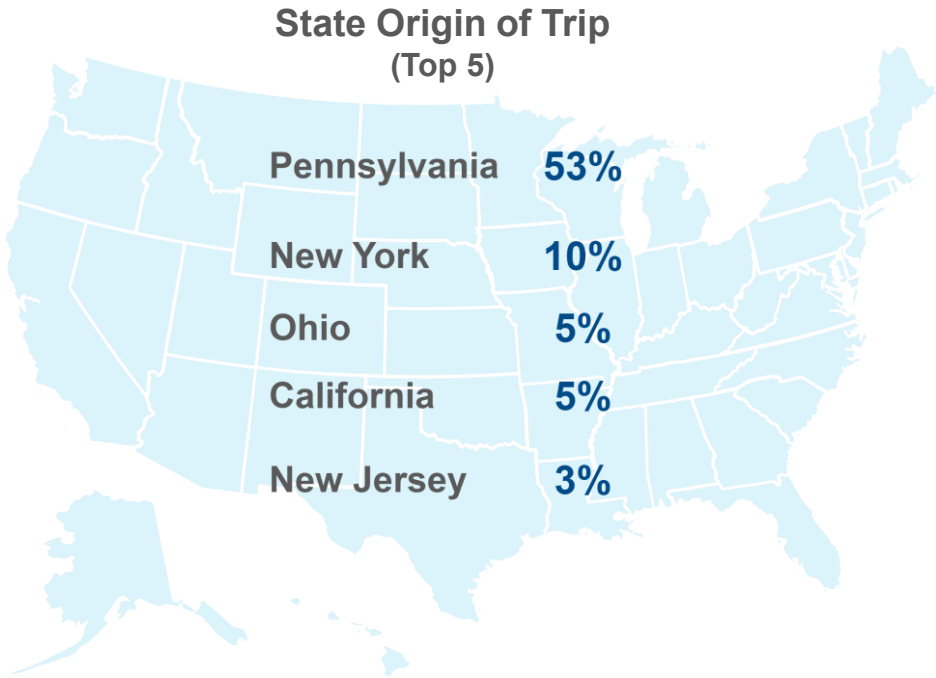 State Origin of Trip
(Top 5)
Pennsylvania 53%
New York 10%
Ohio 5%
California 5%
New Jersey 3%